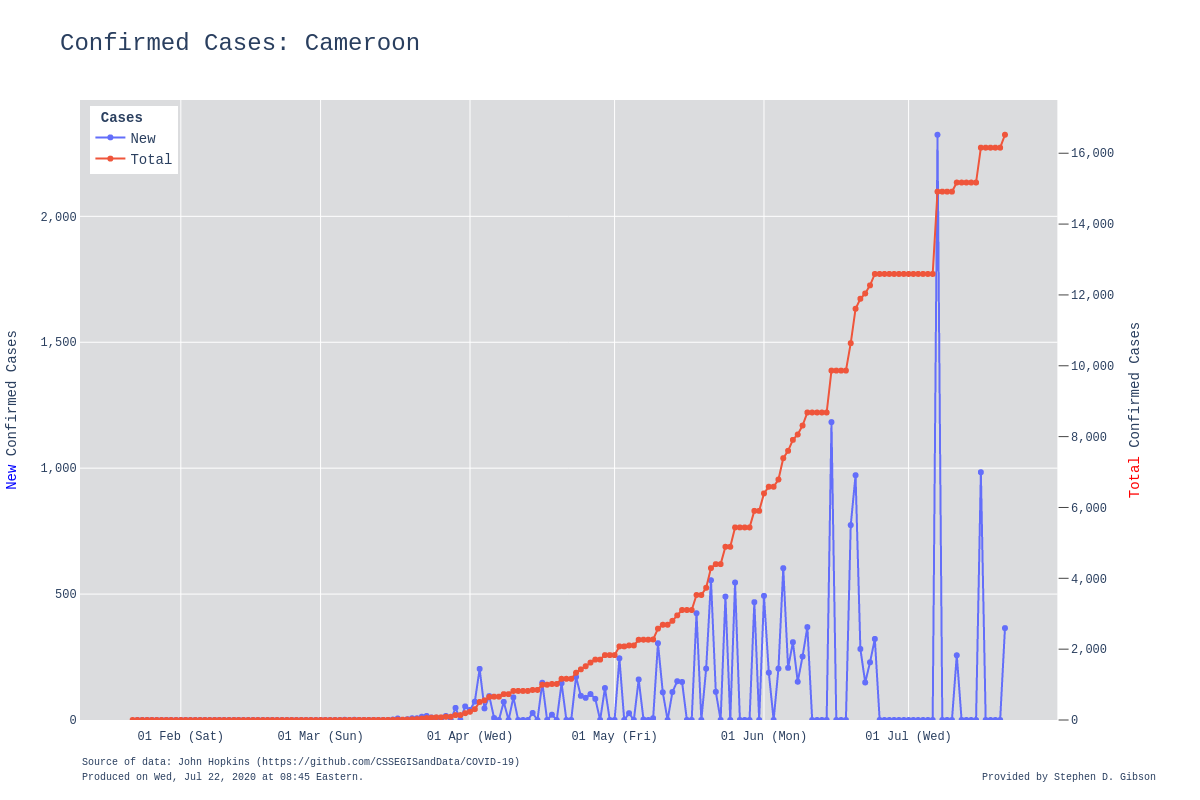 Confirmed Cases: Cameroon
Cases
New
Total
2,000
1,500
1,000
500
0
New Confirmed Cases
16,000
14,000
12,000
10,000
8,000
6,000
4,000
2,000
0
Total Confirmed Cases
01 Feb (Sat)
01 Mar (Sun)
01 Apr (Wed)
01 May (Fri)
01 Jun (Mon)
01 Jul (Wed)
Source of data: John Hopkins (https://github.com/CSSEGISandData/COVID-19)
Produced on Wed, Jul 22, 2020 at 08:45 Eastern.
Provided by Stephen D. Gibson